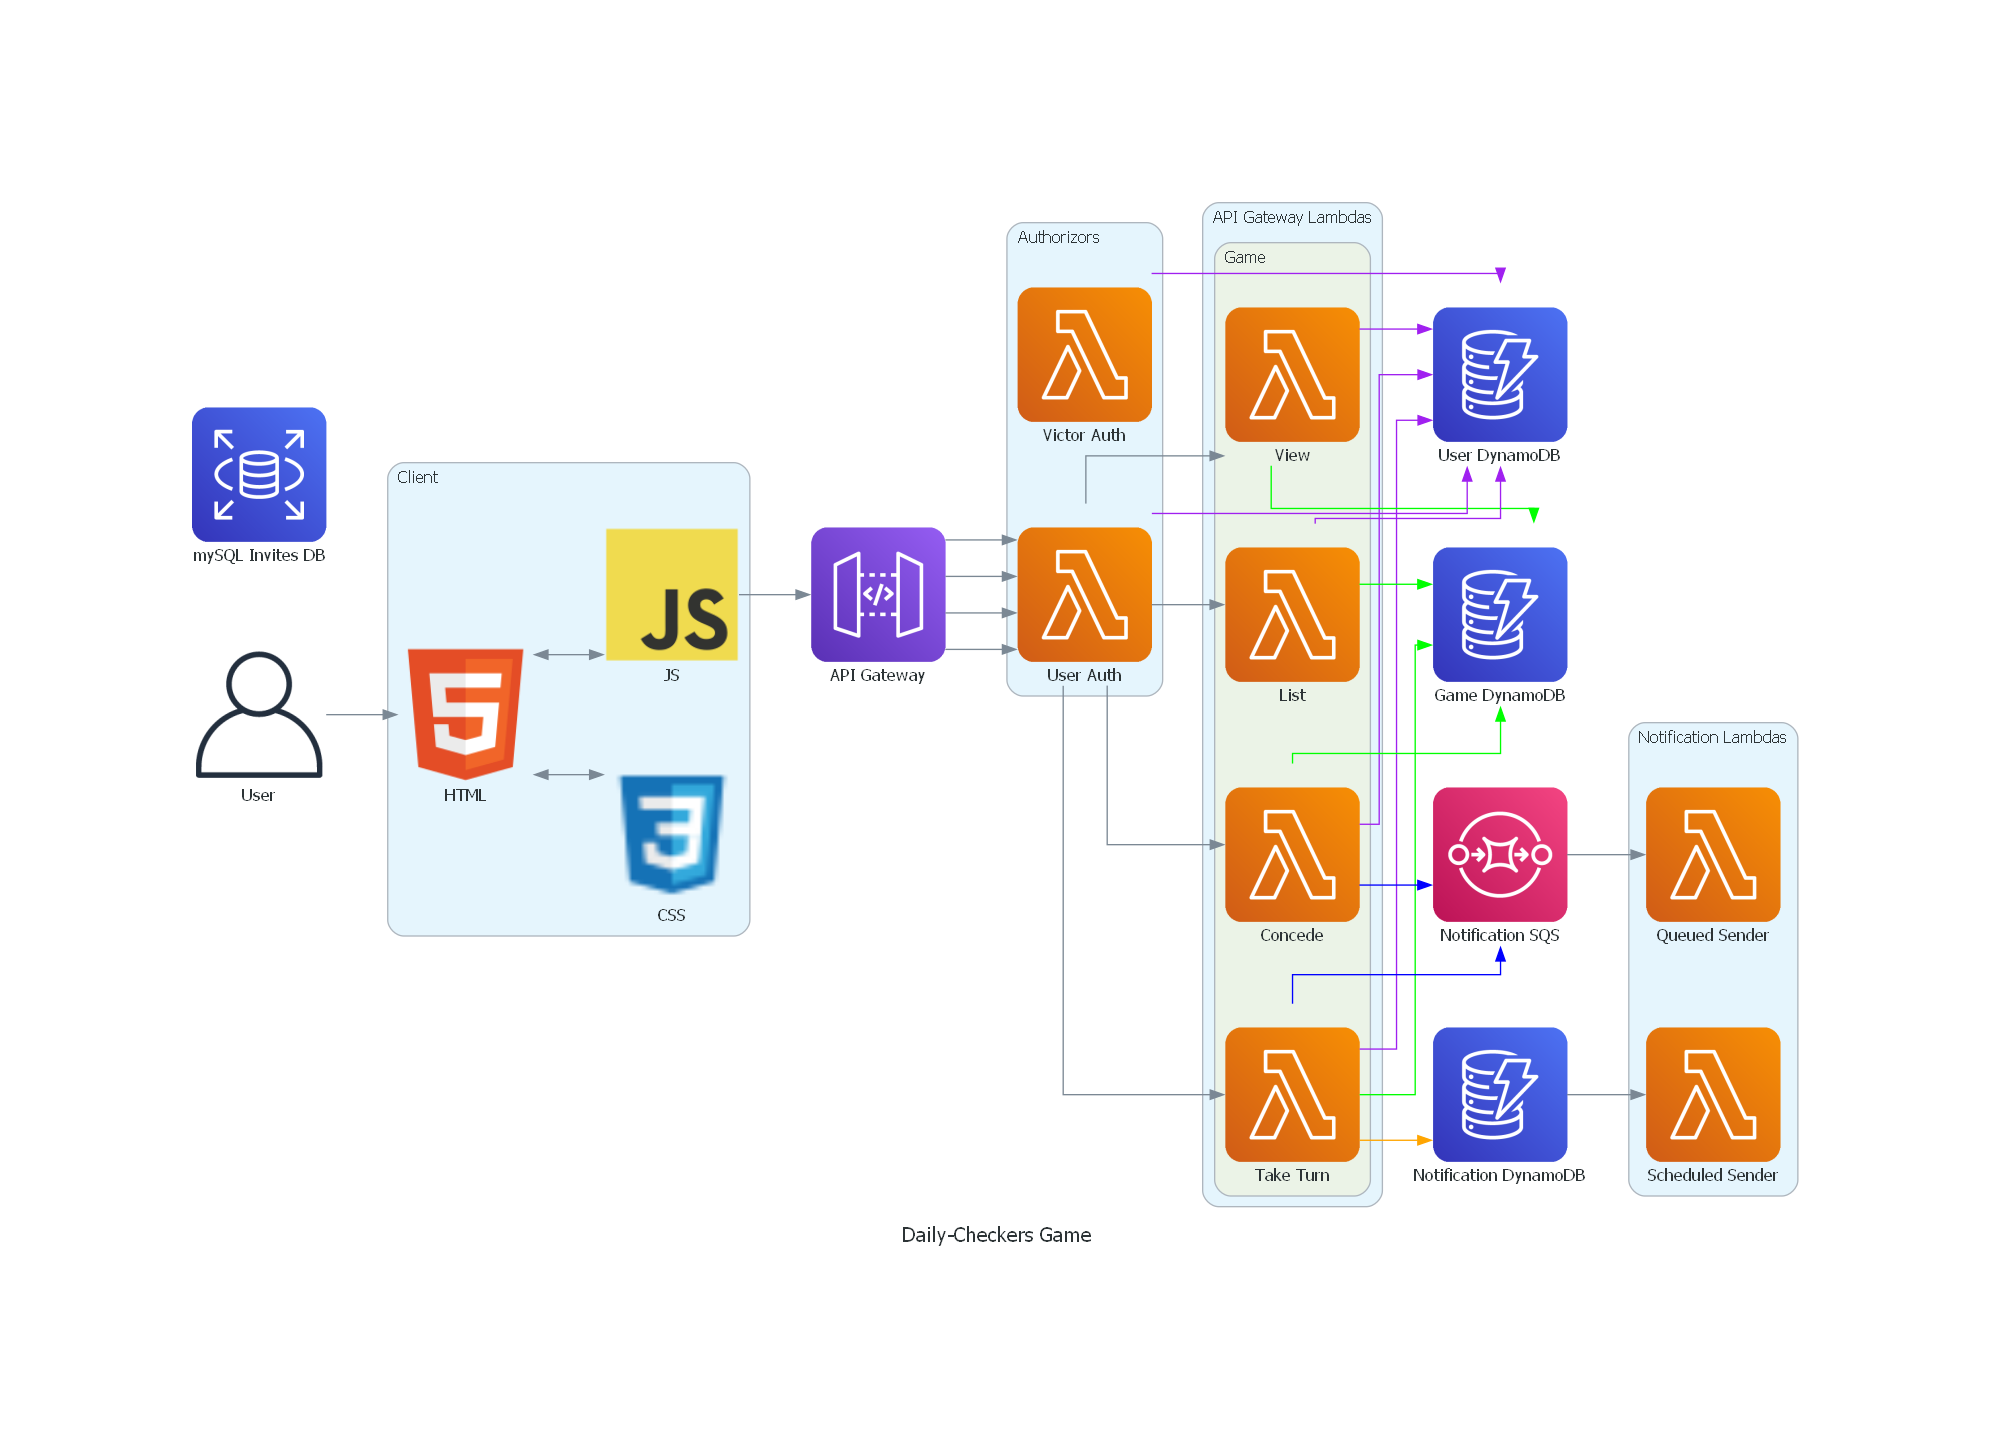 mySQL Invites DB
User
Client
HTML
JS
JS
CSS
API Gateway
Authorizors
Victor Auth
User Auth
API Gateway Lambdas
Game
View
List
Concede
Take Turn
User DynamoDB
Game DynamoDB
Notification SQS
Notification DynamoDB
Notification Lambdas
Queued Sender
Scheduled Sender
Daily-Checkers Game